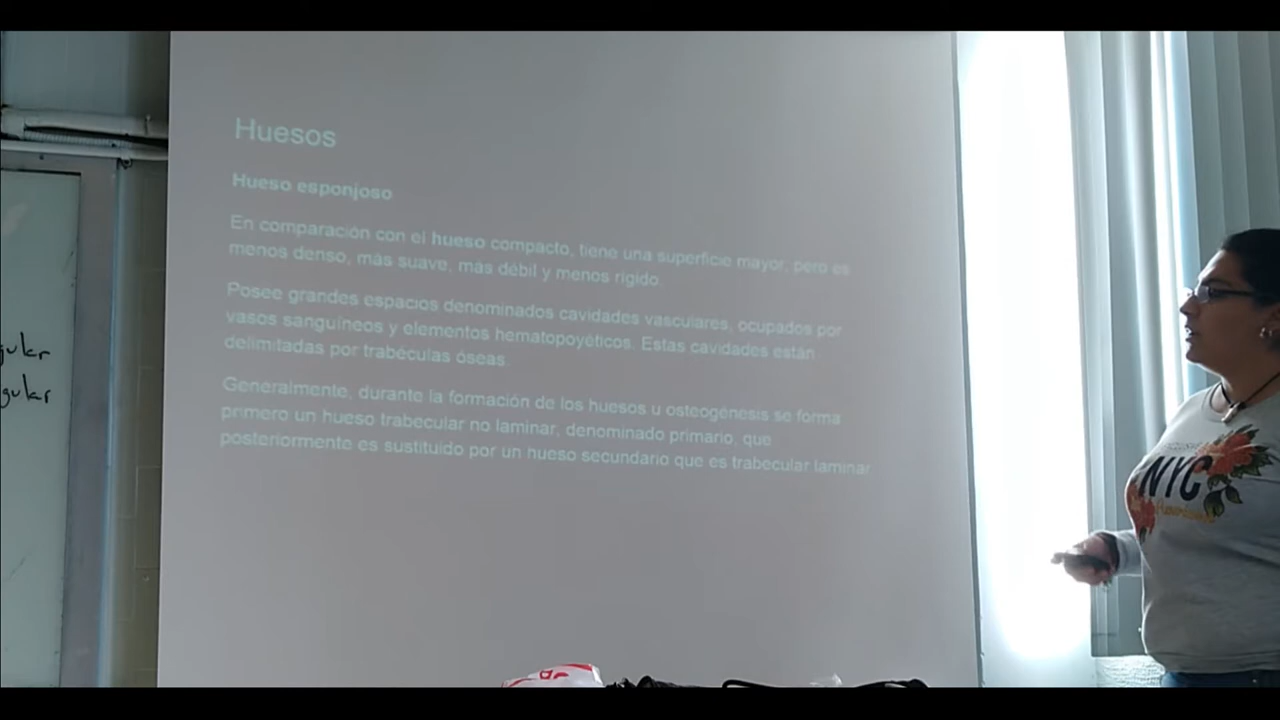 Huesos
Hueso esponjoso
En comparación con el hueso compacto, tiene una superficie mayor, pero es
menos denso, más suave, más débil y menos rígido.
Posee grandes espacios denominados cavidades vasculares, ocupados por
vasos sanguíneos y elementos hematopoyéticos. Estas cavidades están
delimitadas por trabéculas óseas.
Generalmente, durante la formación de los huesos u osteogénesis se forma
primero un hueso trabecular no laminar, denominado primario, que
posteriormente es sustituido por un hueso secundario que es trabecular laminar
gular
gular
NYC